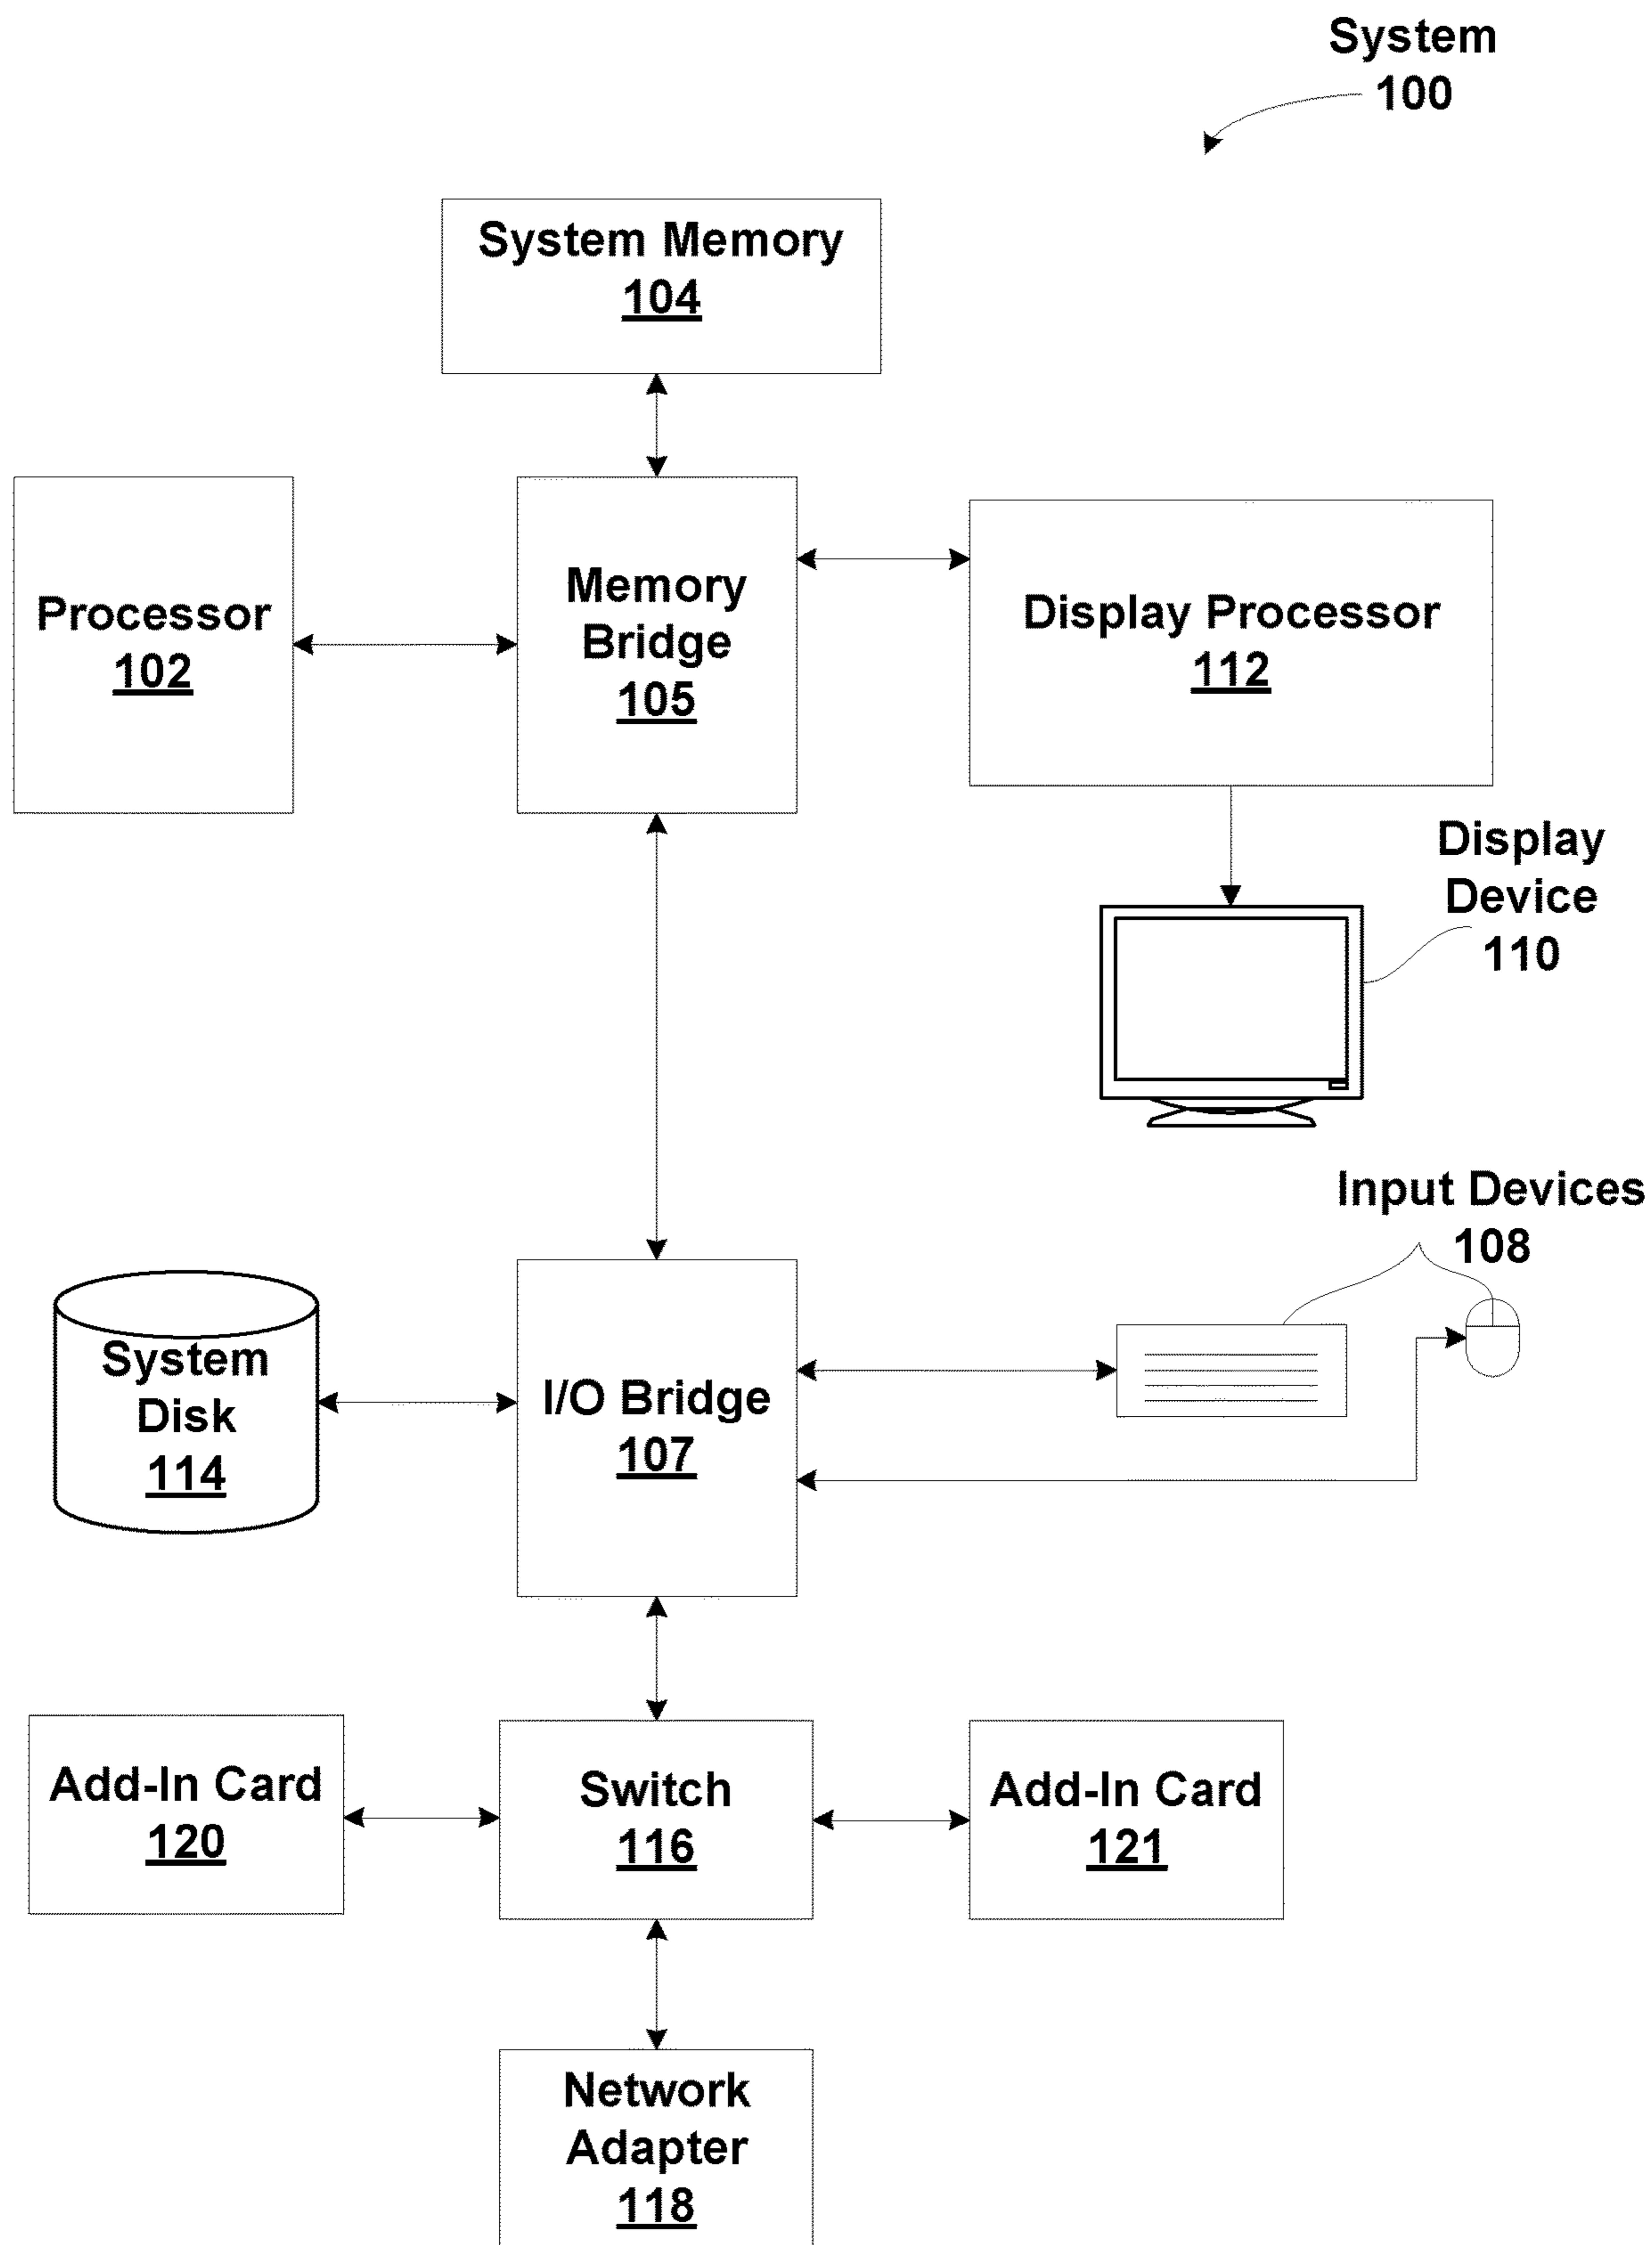 System
100
System Memory
104
Processor
102
Memory
Bridge
105
Display Processor
112
Display
Device
110
Input Devices
108
System
Disk
114
I/O Bridge
107
Add-In Card
120
Switch
116
Add-In Card
121
Network
Adapter
118